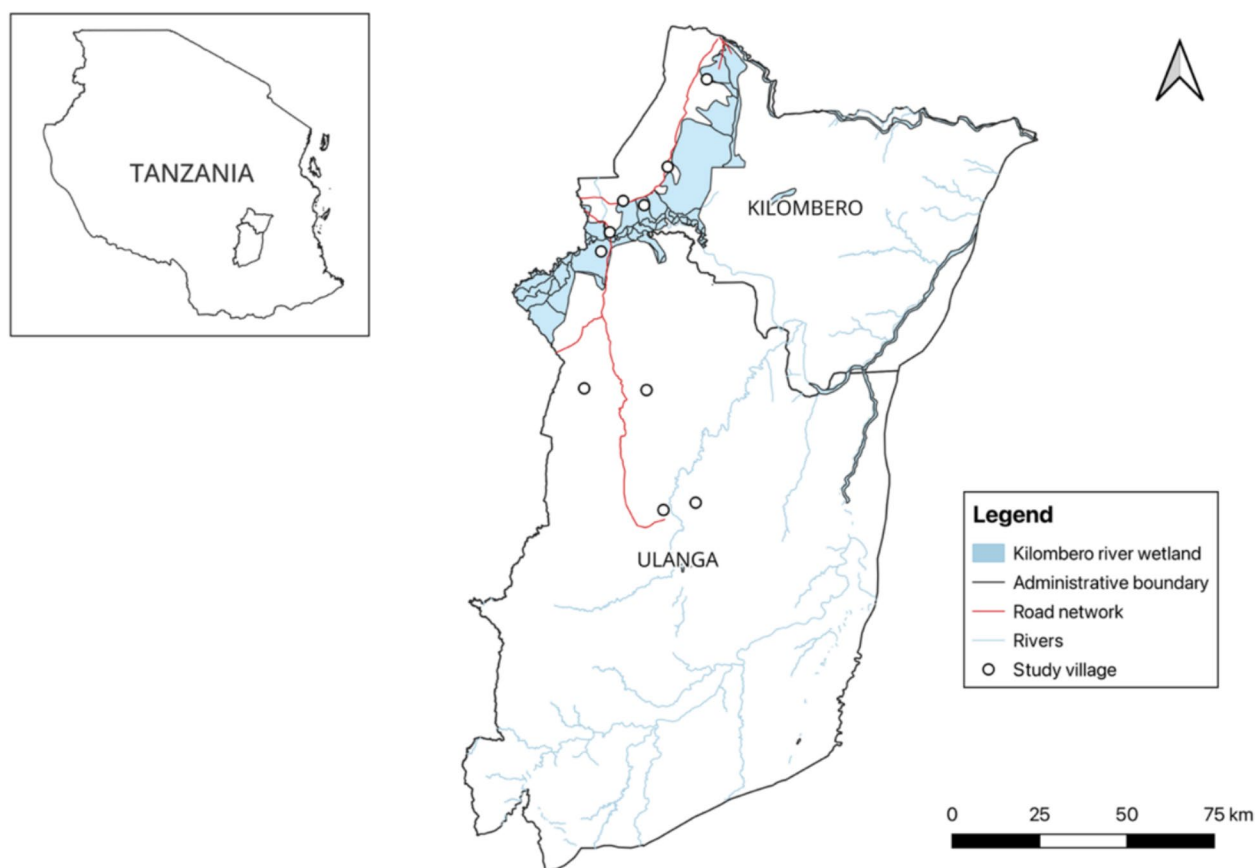 TANZANIA
KILOMBERO
ULANGA
Legend
Kilombero river wetland
Administrative boundary
Road network
Rivers
Study village
0 25 50 75 km